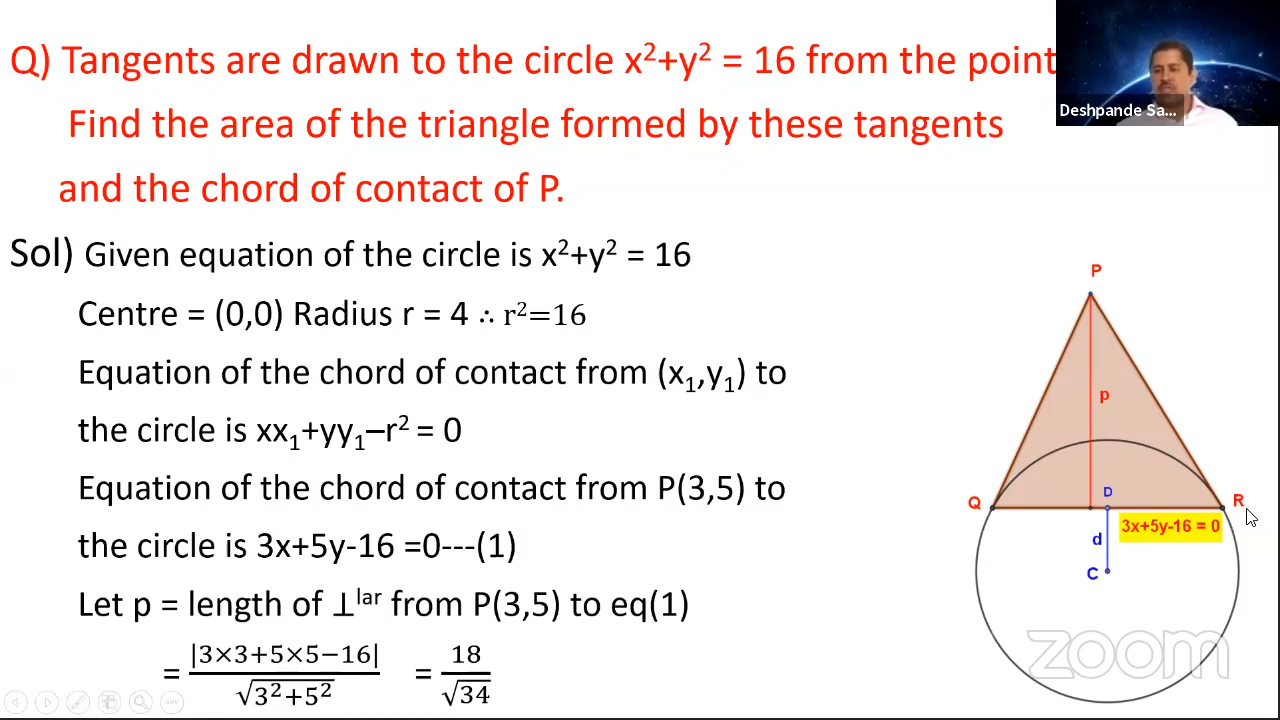 Q) Tangents are drawn to the circle x²+y² = 16 from the point
Find the area of the triangle formed by these tangents
and the chord of contact of P.
Sol) Given equation of the circle is x²+y² = 16
Centre = (0,0) Radius r = 4 ∴ r²=16
Equation of the chord of contact from (x₁,y₁) to
the circle is xx₁+yy₁–r² = 0
Equation of the chord of contact from P(3,5) to
the circle is 3x+5y-16 =0---(1)
Let p = length of ⊥ˡᵃʳ from P(3,5) to eq(1)
= |3×3+5×5−16| / √3²+5² = 18 / √34
Deshpande Sa...
P
p
Q
D
R
3x+5y-16 = 0
d
C
zoom